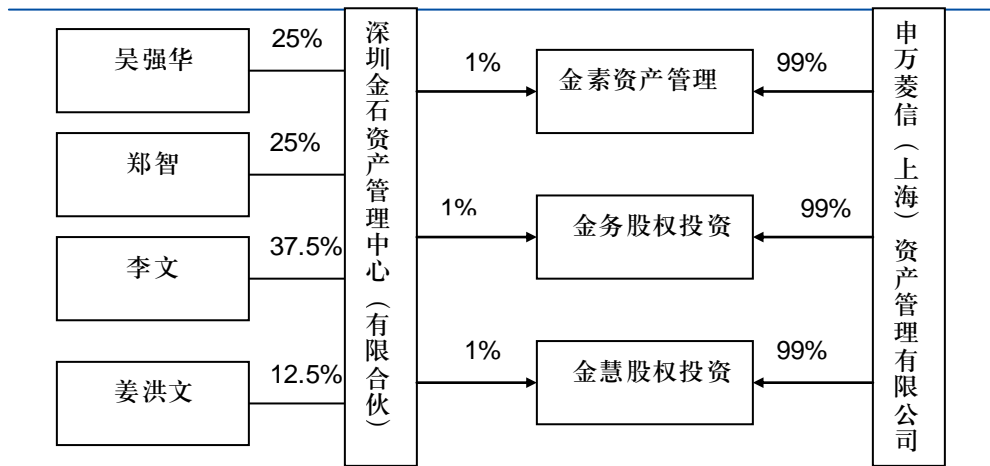 吴强华
25%
郑智
25%
李文
37.5%
姜洪文
12.5%
深圳金石资产管理中心（有限合伙）
1%
金素资产管理
99%
1%
金务股权投资
99%
1%
金慧股权投资
99%
申万菱信（上海）资产管理有限公司